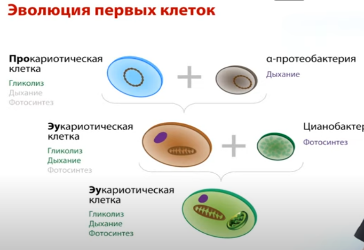 Эволюция первых клеток
Прокариотическая
клетка
Гликолиз
Дыхание
Фотосинтез
α-протеобактерия
Дыхание
Эукариотическая
клетка
Гликолиз
Дыхание
Фотосинтез
Цианобактер
Фотосинтез
Эукариотическая
клетка
Гликолиз
Дыхание
Фотосинтез